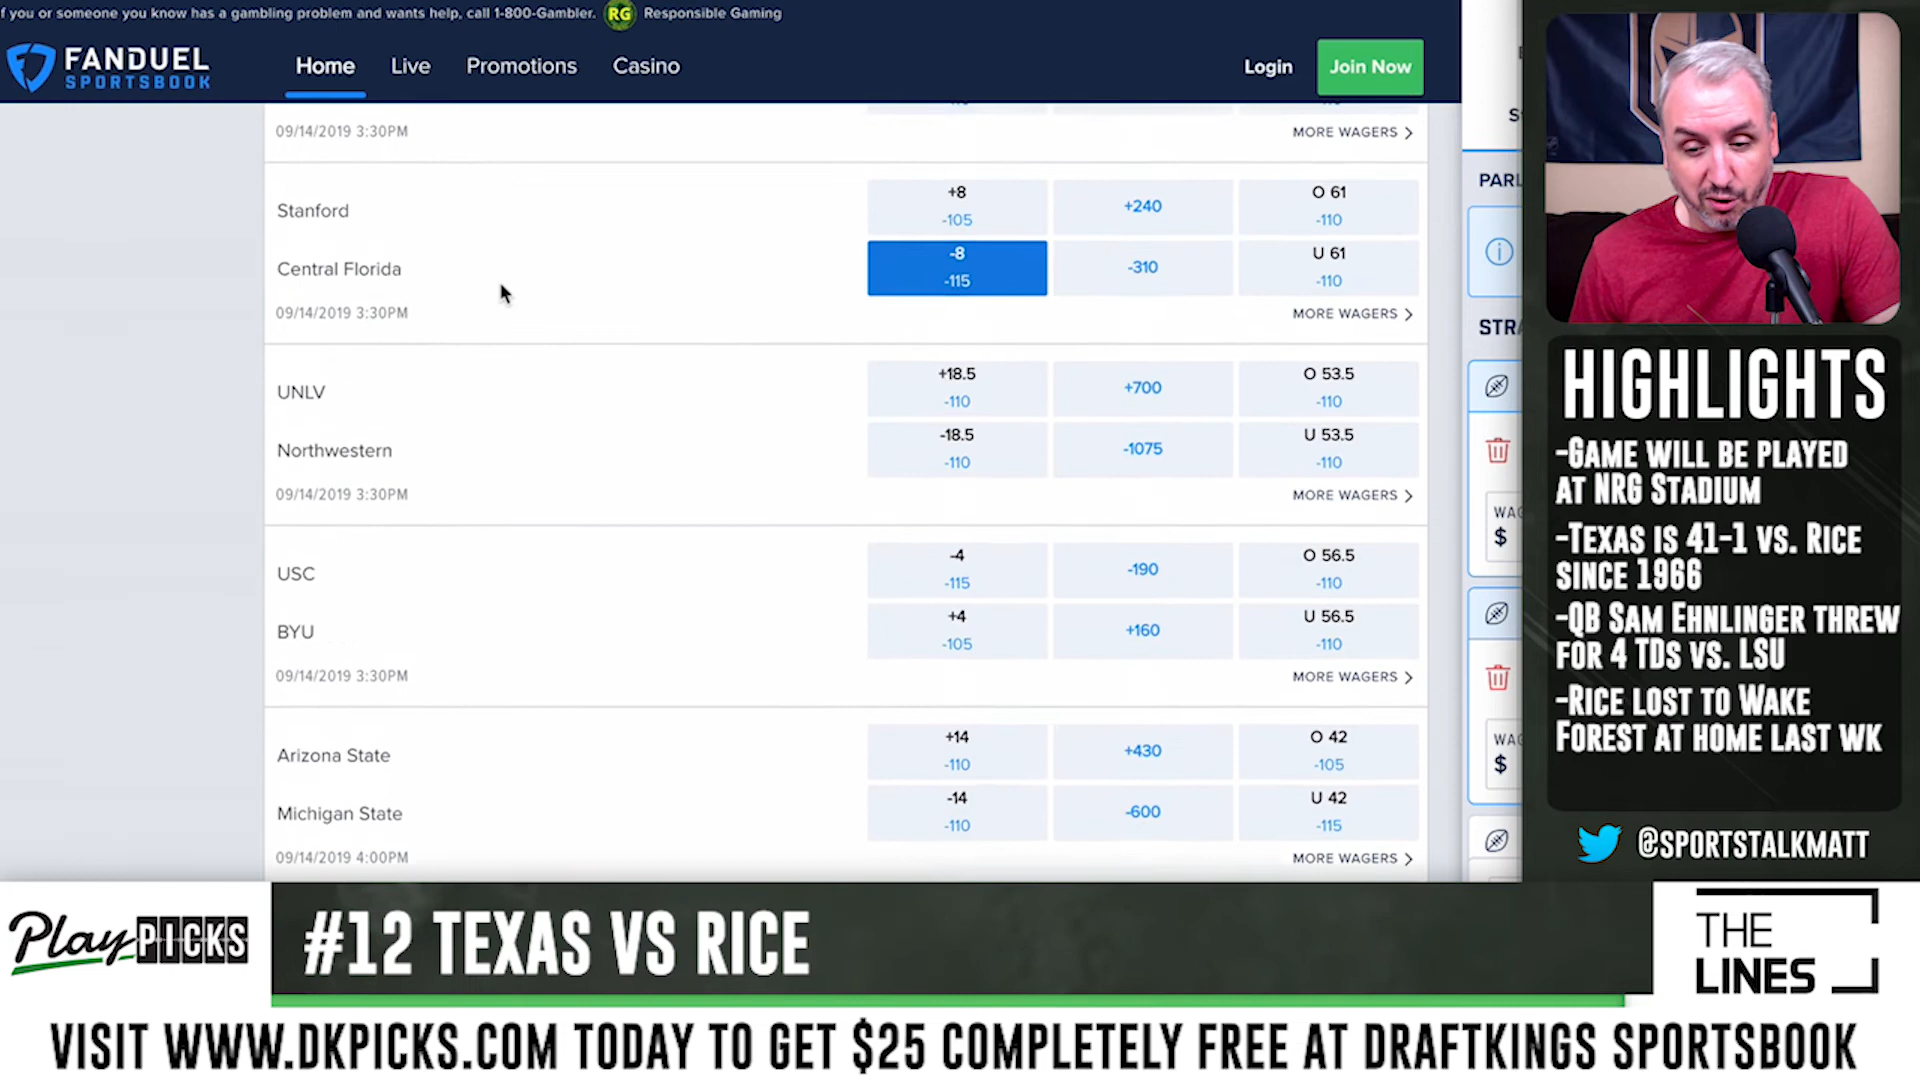 f you or someone you know has a gambling problem and wants help, call 1-800-Gambler. RG Responsible Gaming
FANDUEL
SPORTSBOOK
Home Live Promotions Casino
Login Join Now
09/14/2019 3:30PM
MORE WAGERS
Stanford
+8
-105
+240
O 61
-110
Central Florida
-8
-115
-310
U 61
-110
09/14/2019 3:30PM
MORE WAGERS
UNLV
+18.5
-110
+700
O 53.5
-110
Northwestern
-18.5
-110
-1075
U 53.5
-110
09/14/2019 3:30PM
MORE WAGERS
USC
-4
-115
-190
O 56.5
-110
BYU
+4
-105
+160
U 56.5
-110
09/14/2019 3:30PM
MORE WAGERS
Arizona State
+14
-110
+430
O 42
-105
Michigan State
-14
-110
-600
U 42
-115
09/14/2019 4:00PM
MORE WAGERS
PARL
STRA
WAG
$
WAG
$
HIGHLIGHTS
-GAME WILL BE PLAYED
AT NRG STADIUM
-TEXAS IS 41-1 VS. RICE
SINCE 1966
-QB SAM EHNLINGER THREW
FOR 4 TDS VS. LSU
-RICE LOST TO WAKE
FOREST AT HOME LAST WK
@SPORTSTALKMATT
Play PICKS
#12 TEXAS VS RICE
THE
LINES
VISIT WWW.DKPICKS.COM TODAY TO GET $25 COMPLETELY FREE AT DRAFTKINGS SPORTSBOOK